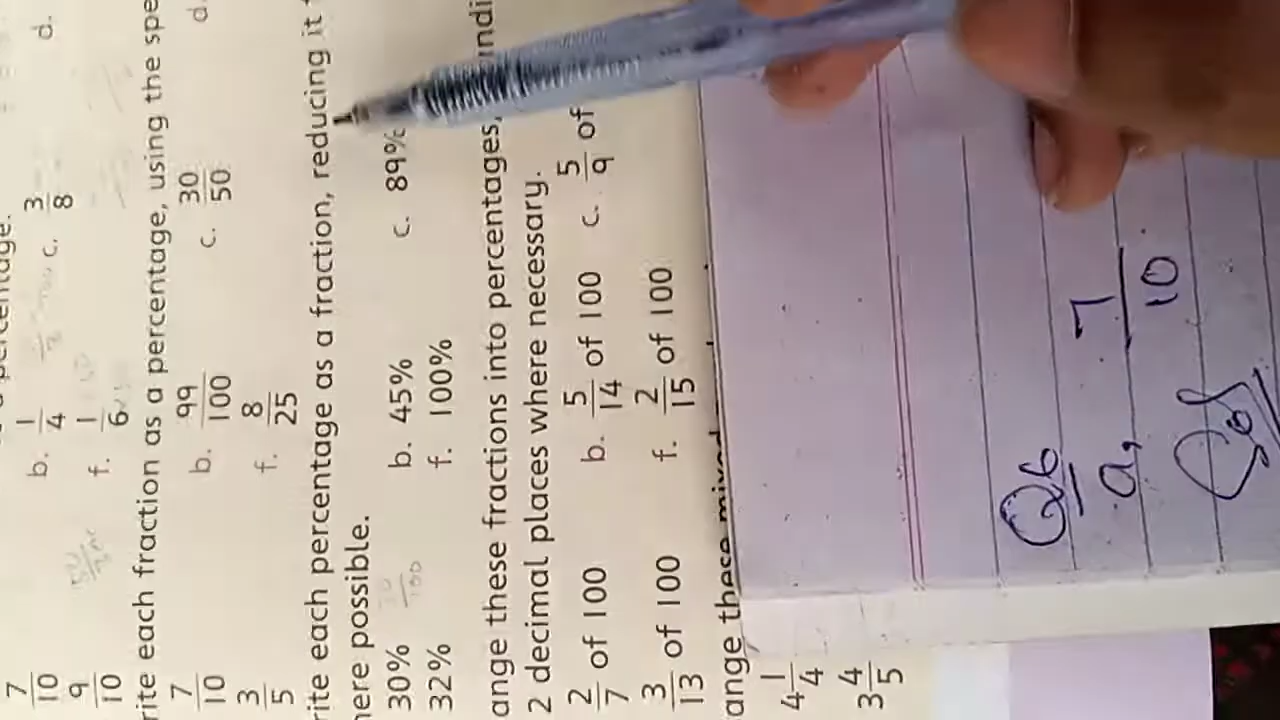 percentage.
7/10 b. 1/4 c. 3/8 d.
9/10 f. 1/6
rite each fraction as a percentage, using the spe
7/10 b. 99/100 c. 30/50 d.
3/5 f. 8/25
rite each percentage as a fraction, reducing it
here possible.
30% b. 45% c. 89%
32% f. 100%
ange these fractions into percentages, indi
2 decimal places where necessary.
2/7 of 100 b. 5/14 of 100 c. 5/9 of
3/13 of 100 f. 2/15 of 100
ange these mixed
4 1/4
3 4/5
Q6
a, 7/10
Sol